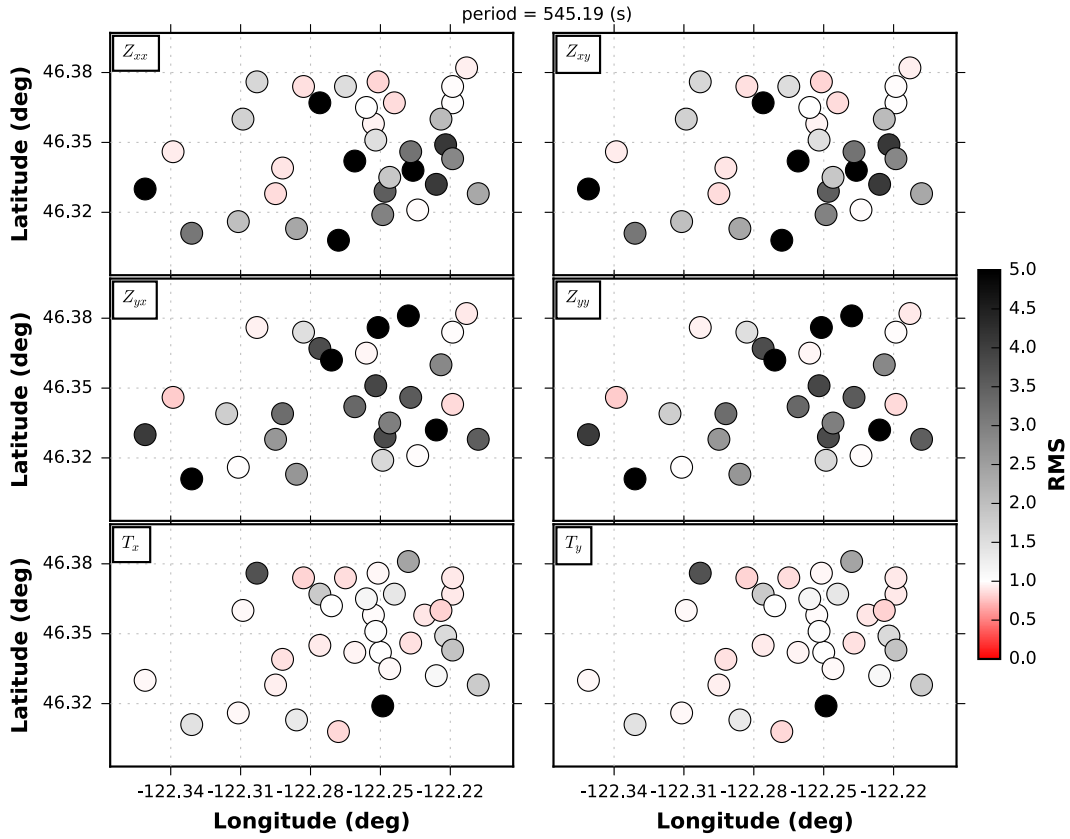 period = 545.19 (s)
Z_xx
Z_xy
46.38
46.35
46.32
Latitude (deg)
Z_yx
Z_yy
46.38
46.35
46.32
Latitude (deg)
T_x
T_y
46.38
46.35
46.32
Latitude (deg)
-122.34 -122.31 -122.28 -122.25 -122.22
-122.34 -122.31 -122.28 -122.25 -122.22
Longitude (deg)
Longitude (deg)
5.0
4.5
4.0
3.5
3.0
2.5
2.0
1.5
1.0
0.5
0.0
RMS